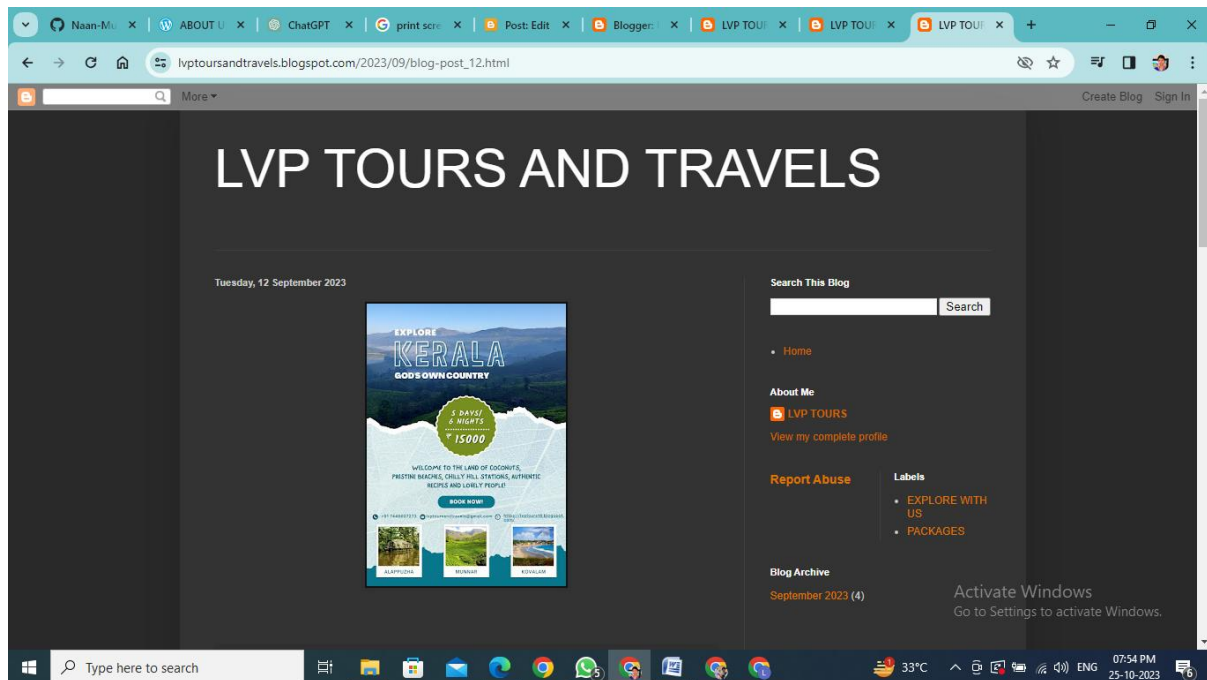 Naan-Mu
ABOUT U
ChatGPT
print scre
Post: Edit
Blogger:
LVP TOUR
LVP TOUR
LVP TOUR
lvptoursandtravels.blogspot.com/2023/09/blog-post_12.html
More
Create Blog Sign In
LVP TOURS AND TRAVELS
Tuesday, 12 September 2023
EXPLORE
KERALA
GOD'S OWN COUNTRY
5 DAYS/
6 NIGHTS
₹ 15000
WELCOME TO THE LAND OF COCONUTS,
PRISTINE BEACHES, CHILLY HILL STATIONS, AUTHENTIC
RECIPES AND LOVELY PEOPLE!
BOOK NOW!
ALAPPUZHA MUNNAR KOVALAM
Search This Blog
Search
Home
About Me
LVP TOURS
View my complete profile
Report Abuse
Labels
EXPLORE WITH
US
PACKAGES
Blog Archive
September 2023 (4)
Activate Windows
Go to Settings to activate Windows.
Type here to search
33°C
ENG
07:54 PM
25-10-2023